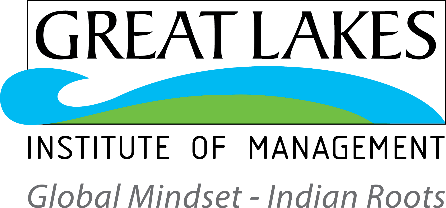 GREAT LAKES
INSTITUTE OF MANAGEMENT
Global Mindset - Indian Roots